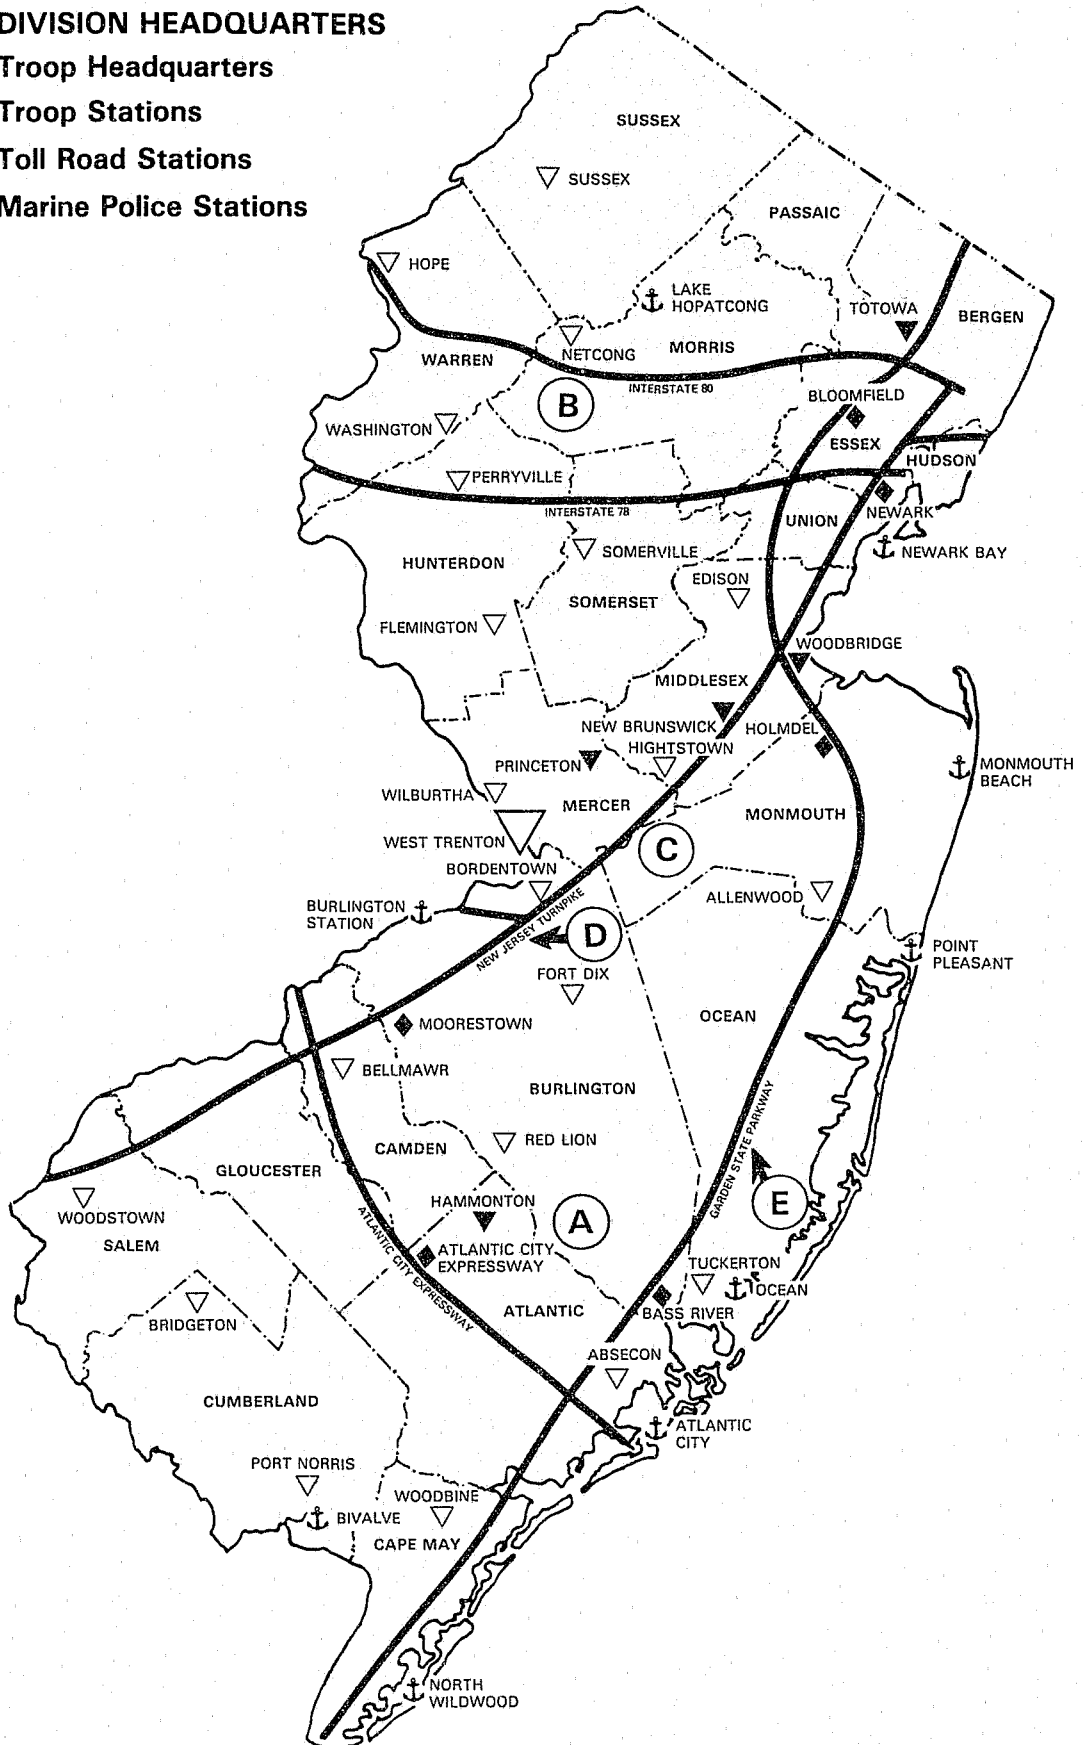 DIVISION HEADQUARTERS
Troop Headquarters
Troop Stations
Toll Road Stations
Marine Police Stations
SUSSEX
SUSSEX
PASSAIC
HOPE
LAKE
HOPATCONG
TOTOWA
BERGEN
NETCONG
MORRIS
WARREN
INTERSTATE 80
B
BLOOMFIELD
WASHINGTON
ESSEX
HUDSON
PERRYVILLE
INTERSTATE 78
UNION
NEWARK
NEWARK BAY
SOMERVILLE
HUNTERDON
EDISON
SOMERSET
FLEMINGTON
WOODBRIDGE
MIDDLESEX
NEW BRUNSWICK
HOLMDEL
HIGHTSTOWN
PRINCETON
MONMOUTH
BEACH
WILBURTHA
MERCER
MONMOUTH
WEST TRENTON
C
BORDENTOWN
ALLENWOOD
BURLINGTON
STATION
NEW JERSEY TURNPIKE
D
POINT
PLEASANT
FORT DIX
OCEAN
MOORESTOWN
BELLMAWR
BURLINGTON
RED LION
CAMDEN
GLOUCESTER
GARDEN STATE PARKWAY
E
HAMMONTON
A
WOODSTOWN
SALEM
ATLANTIC CITY EXPRESSWAY
ATLANTIC CITY
EXPRESSWAY
TUCKERTON
OCEAN
BASS RIVER
ATLANTIC
BRIDGETON
ABSECON
CUMBERLAND
ATLANTIC
CITY
PORT NORRIS
WOODBINE
BIVALVE
CAPE MAY
NORTH
WILDWOOD